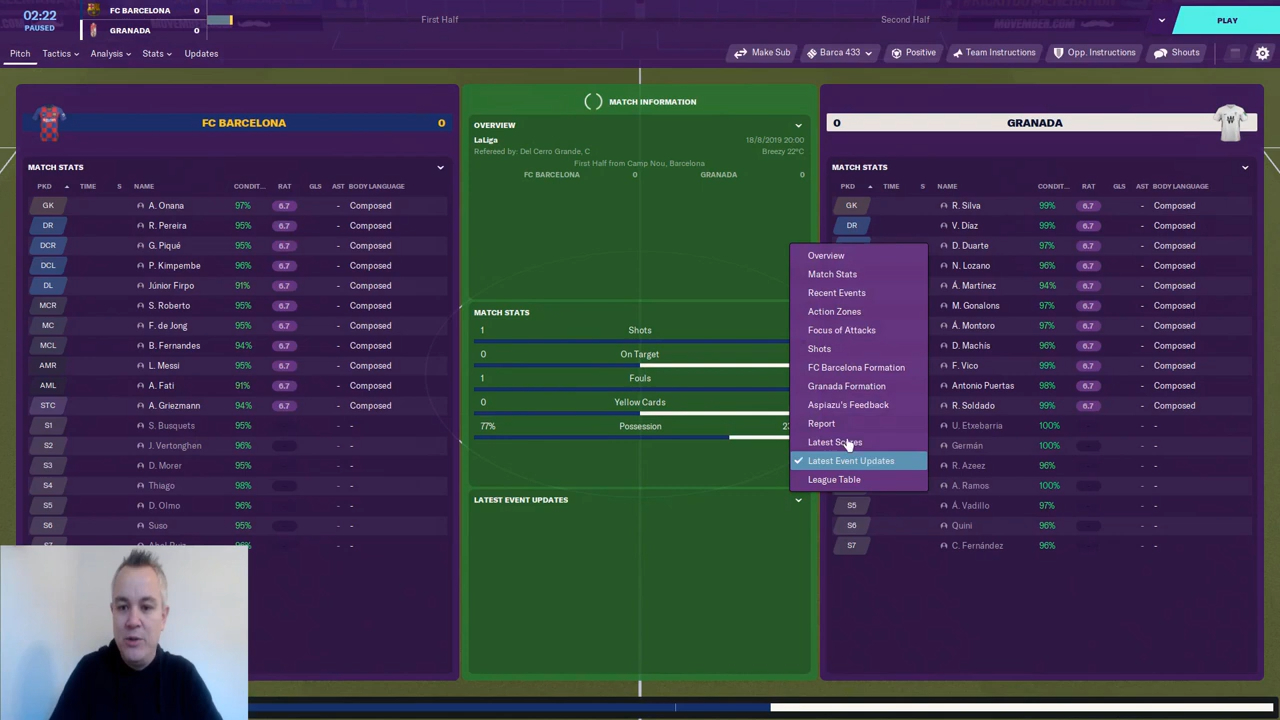 02:22
PAUSED
FC BARCELONA 0
GRANADA 0
First Half
Second Half
PLAY
Pitch Tactics Analysis Stats Updates
Make Sub Barca 433 Positive Team Instructions Opp. Instructions Shouts
FC BARCELONA 0
MATCH STATS
PKD TIME S NAME CONDIT... RAT GLS AST BODY LANGUAGE
GK A. Onana 97% 6.7 - Composed
DR R. Pereira 95% 6.7 - Composed
DCR G. Piqué 95% 6.7 - Composed
DCL P. Kimpembe 96% 6.7 - Composed
DL Júnior Firpo 91% 6.7 - Composed
MCR S. Roberto 95% 6.7 - Composed
MC F. de Jong 95% 6.7 - Composed
MCL B. Fernandes 94% 6.7 - Composed
AMR L. Messi 95% 6.7 - Composed
AML A. Fati 91% 6.7 - Composed
STC A. Griezmann 94% 6.7 - Composed
S1 S. Busquets 95% - -
S2 J. Vertonghen 96% - -
S3 D. Morer 96% - -
S4 Thiago 98% - -
S5 D. Olmo 96% - -
S6 Suso 95% - -
S7 Abel Ruiz 96% - -
MATCH INFORMATION
OVERVIEW
LaLiga 18/8/2019 20:00
Refereed by: Del Cerro Grande, C Breezy 22°C
First Half from Camp Nou, Barcelona
FC BARCELONA 0 GRANADA 0
MATCH STATS
1 Shots
0 On Target
1 Fouls
0 Yellow Cards
77% Possession
LATEST EVENT UPDATES
Overview
Match Stats
Recent Events
Action Zones
Focus of Attacks
Shots
FC Barcelona Formation
Granada Formation
Aspiazu's Feedback
Report
Latest Scores
Latest Event Updates
League Table
0 GRANADA
MATCH STATS
PKD TIME S NAME CONDIT... RAT GLS AST BODY LANGUAGE
GK R. Silva 99% 6.7 - Composed
DR V. Díaz 99% 6.7 - Composed
D. Duarte 97% 6.7 - Composed
N. Lozano 96% 6.7 - Composed
Á. Martínez 94% 6.7 - Composed
M. Gonalons 97% 6.7 - Composed
Á. Montoro 97% 6.7 - Composed
D. Machís 96% 6.7 - Composed
F. Vico 99% 6.7 - Composed
Antonio Puertas 98% 6.7 - Composed
R. Soldado 99% 6.7 - Composed
U. Etxebarria 100% - -
Germán 100% - -
R. Azeez 96% - -
A. Ramos 100% - -
S5 Á. Vadillo 97% - -
S6 Quini 96% - -
S7 C. Fernández 96% - -